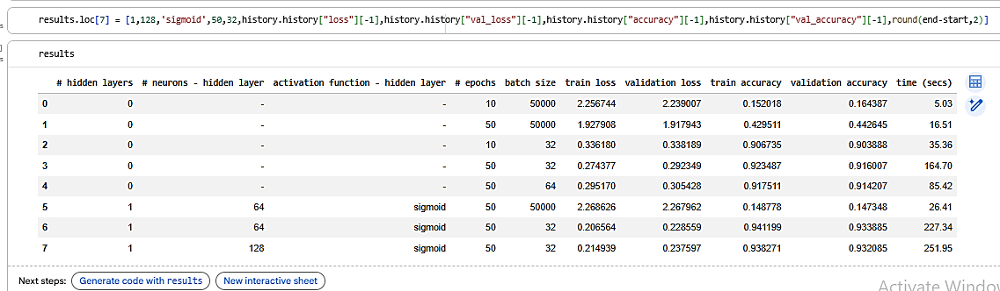 results.loc[7] = [1,128,'sigmoid',50,32,history.history["loss"][-1],history.history["val_loss"][-1],history.history["accuracy"][-1],history.history["val_accuracy"][-1],round(end-start,2)]
results
# hidden layers # neurons - hidden layer activation function - hidden layer # epochs batch size train loss validation loss train accuracy validation accuracy time (secs)
0 0 - - 10 50000 2.256744 2.239007 0.152018 0.164387 5.03
1 0 - - 50 50000 1.927908 1.917943 0.429511 0.442645 16.51
2 0 - - 10 32 0.336180 0.338189 0.906735 0.903888 35.36
3 0 - - 50 32 0.274377 0.292349 0.923487 0.916007 164.70
4 0 - - 50 64 0.295170 0.305428 0.917511 0.914207 85.42
5 1 64 sigmoid 50 50000 2.268626 2.267962 0.148778 0.147348 26.41
6 1 64 sigmoid 50 32 0.206564 0.228559 0.941199 0.933885 227.34
7 1 128 sigmoid 50 32 0.214939 0.237597 0.938271 0.932085 251.95
Next steps: Generate code with results New interactive sheet
Activate Window